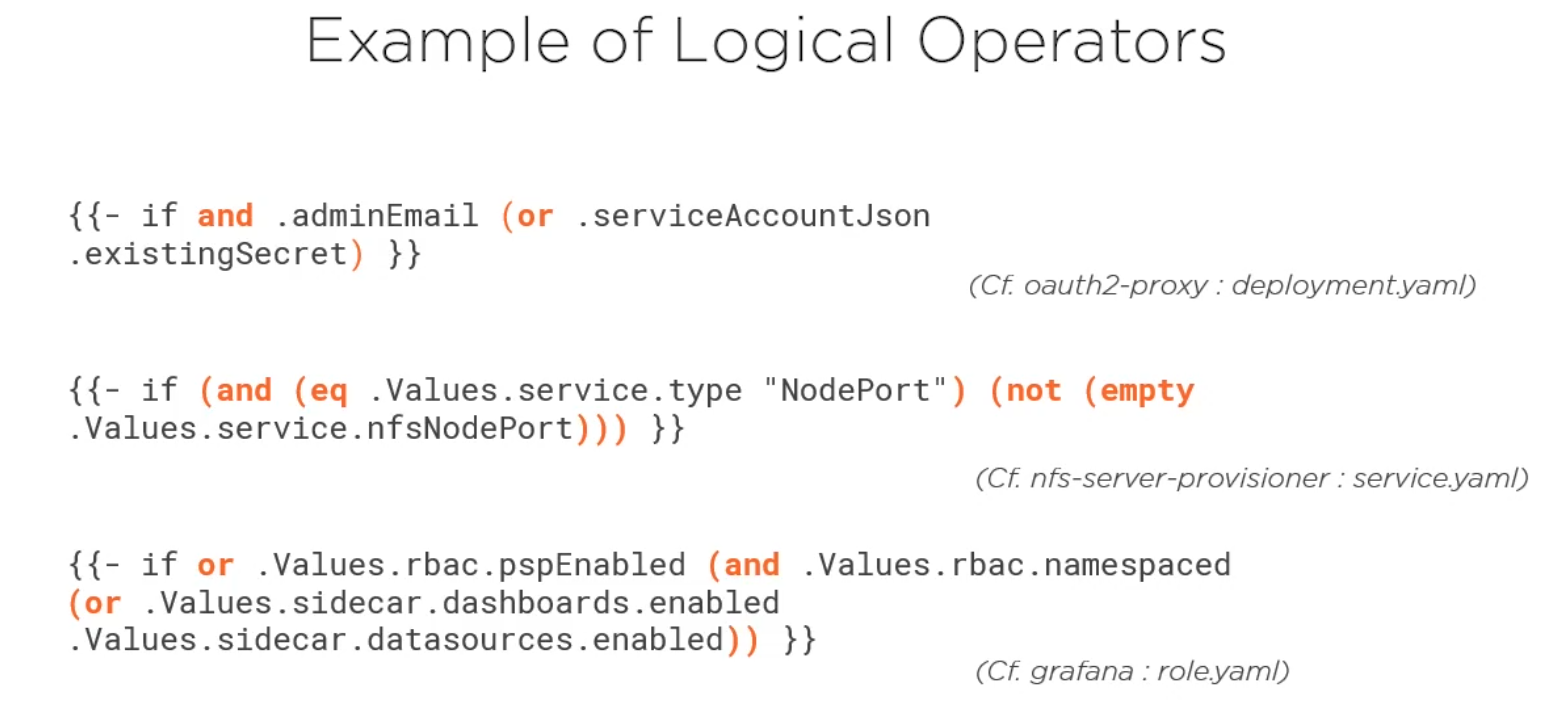 Example of Logical Operators
{{- if and .adminEmail (or .serviceAccountJson
.existingSecret) }}
(Cf. oauth2-proxy : deployment.yaml)
{{- if (and (eq .Values.service.type "NodePort") (not (empty
.Values.service.nfsNodePort))) }}
(Cf. nfs-server-provisioner : service.yaml)
{{- if or .Values.rbac.pspEnabled (and .Values.rbac.namespaced
(or .Values.sidecar.dashboards.enabled
.Values.sidecar.datasources.enabled)) }}
(Cf. grafana : role.yaml)